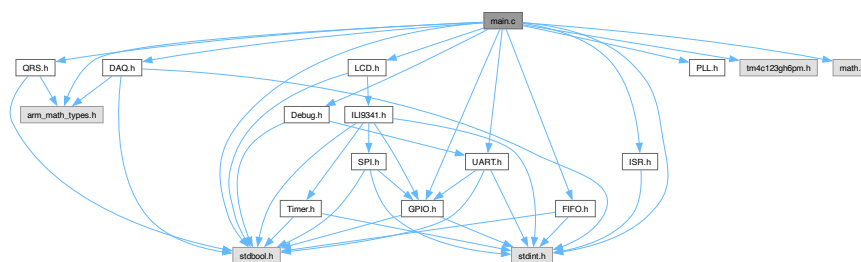 main.c
QRS.h
DAQ.h
LCD.h
PLL.h
tm4c123gh6pm.h
math.
arm_math_types.h
Debug.h
ILI9341.h
SPI.h
UART.h
ISR.h
Timer.h
GPIO.h
FIFO.h
stdbool.h
stdint.h